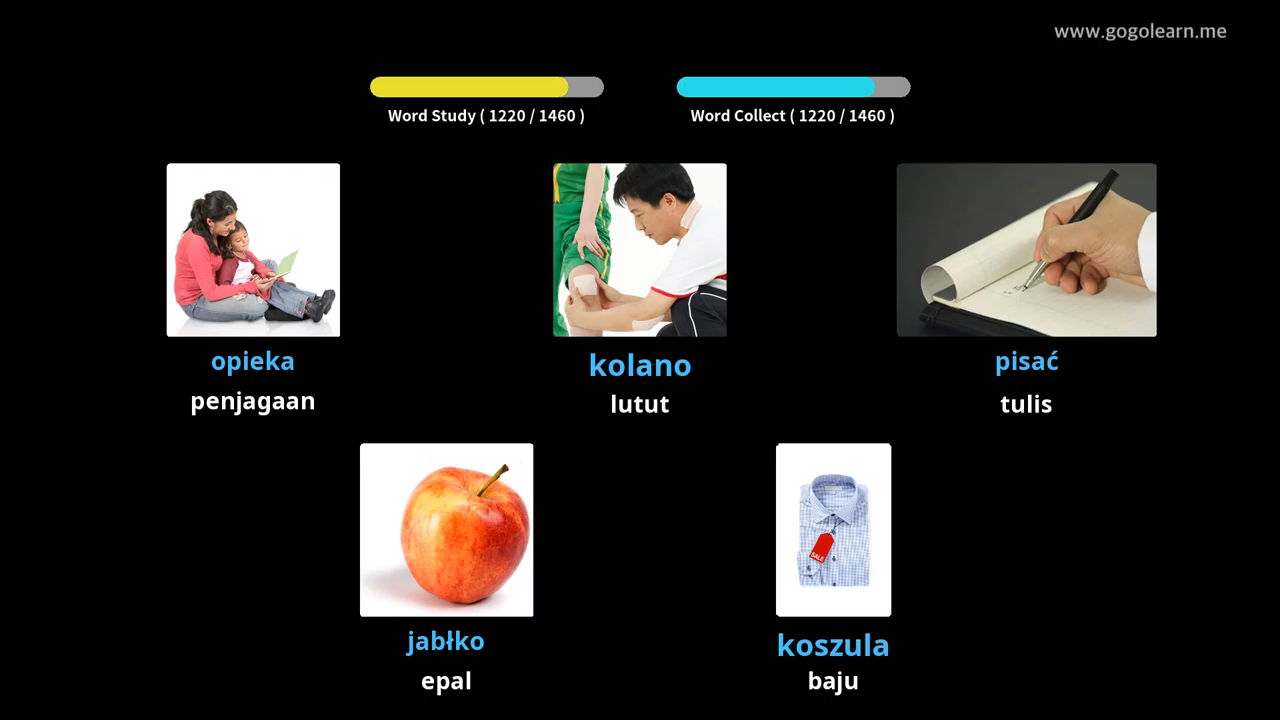 www.gogolearn.me
Word Study ( 1220 / 1460 )
Word Collect ( 1220 / 1460 )
opieka
penjagaan
kolano
lutut
pisać
tulis
jabłko
epal
SALE
koszula
baju